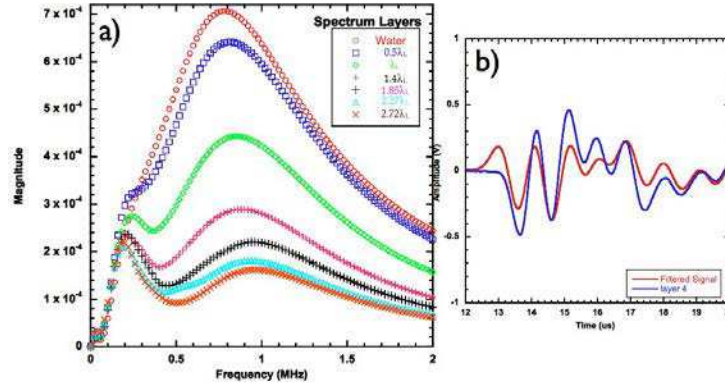 a)
7 x 10⁻⁴
6 x 10⁻⁴
5 x 10⁻⁴
4 x 10⁻⁴
3 x 10⁻⁴
2 x 10⁻⁴
1 x 10⁻⁴
0
Magnitude
0 0.5 1 1.5 2
Frequency (MHz)
Spectrum Layers
Water
0.5λL
λL
1.4λL
1.85λL
2.27λL
2.72λL
b)
1
0.5
0
-0.5
-1
Amplitude (V)
12 13 14 15 16 17 18 19
Time (us)
Filtered Signal
layer 4